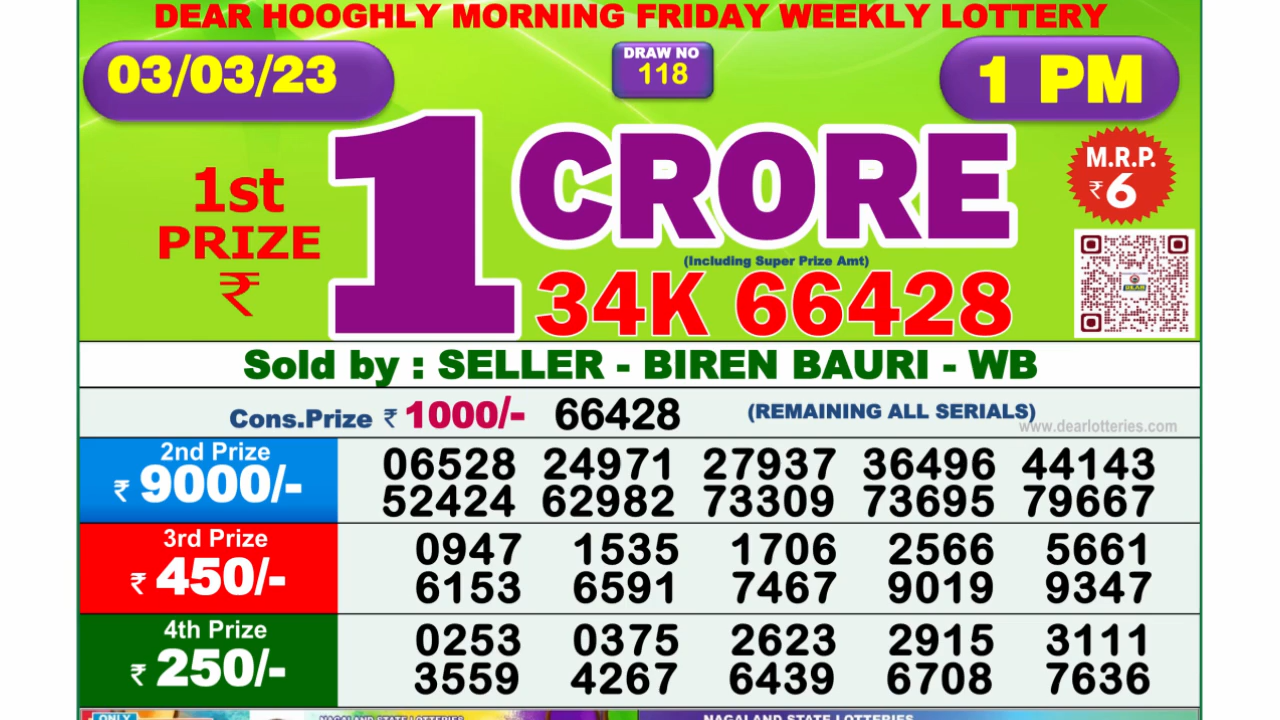 DEAR HOOGHLY MORNING FRIDAY WEEKLY LOTTERY
03/03/23
DRAW NO
118
1 PM
1st
PRIZE
₹
1 CRORE
(Including Super Prize Amt)
34K 66428
M.R.P.
₹6
Sold by : SELLER - BIREN BAURI - WB
Cons.Prize ₹ 1000/- 66428 (REMAINING ALL SERIALS)
www.dearlotteries.com
2nd Prize
₹ 9000/-
06528 24971 27937 36496 44143
52424 62982 73309 73695 79667
3rd Prize
₹ 450/-
0947 1535 1706 2566 5661
6153 6591 7467 9019 9347
4th Prize
₹ 250/-
0253 0375 2623 2915 3111
3559 4267 6439 6708 7636
ONLY
NAGALAND STATE LOTTERIES
NAGALAND STATE LOTTERIES